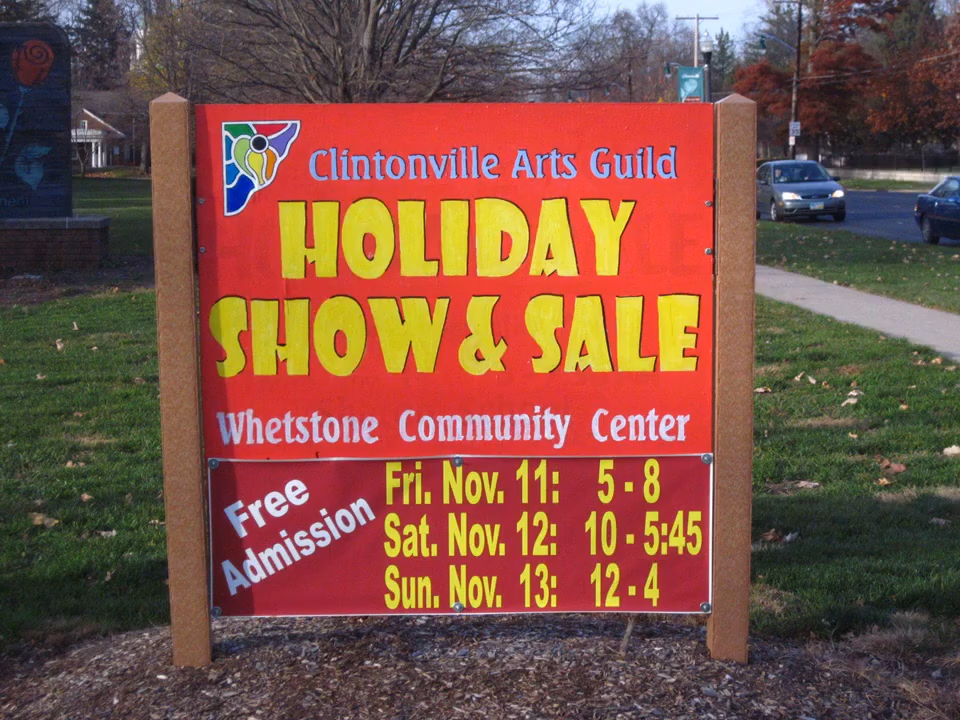 Clintonville Arts Guild
HOLIDAY
SHOW & SALE
Whetstone Community Center
Free
Admission
Fri. Nov. 11: 5 - 8
Sat. Nov. 12: 10 - 5:45
Sun. Nov. 13: 12 - 4